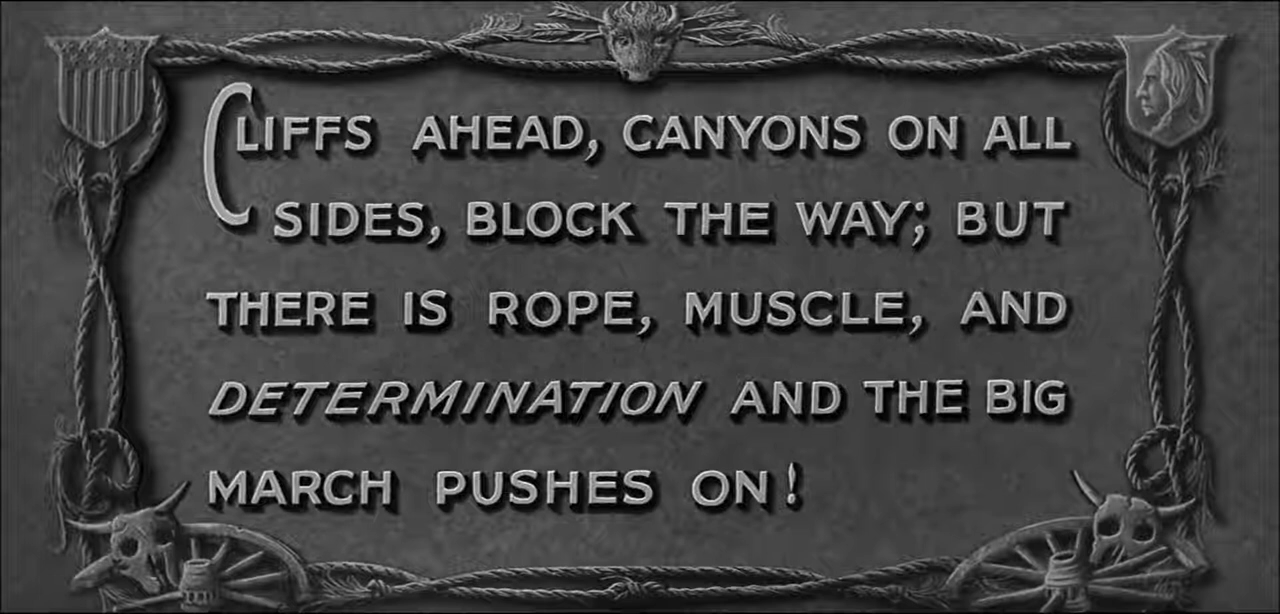 CLIFFS AHEAD, CANYONS ON ALL
SIDES, BLOCK THE WAY; BUT
THERE IS ROPE, MUSCLE, AND
DETERMINATION AND THE BIG
MARCH PUSHES ON!